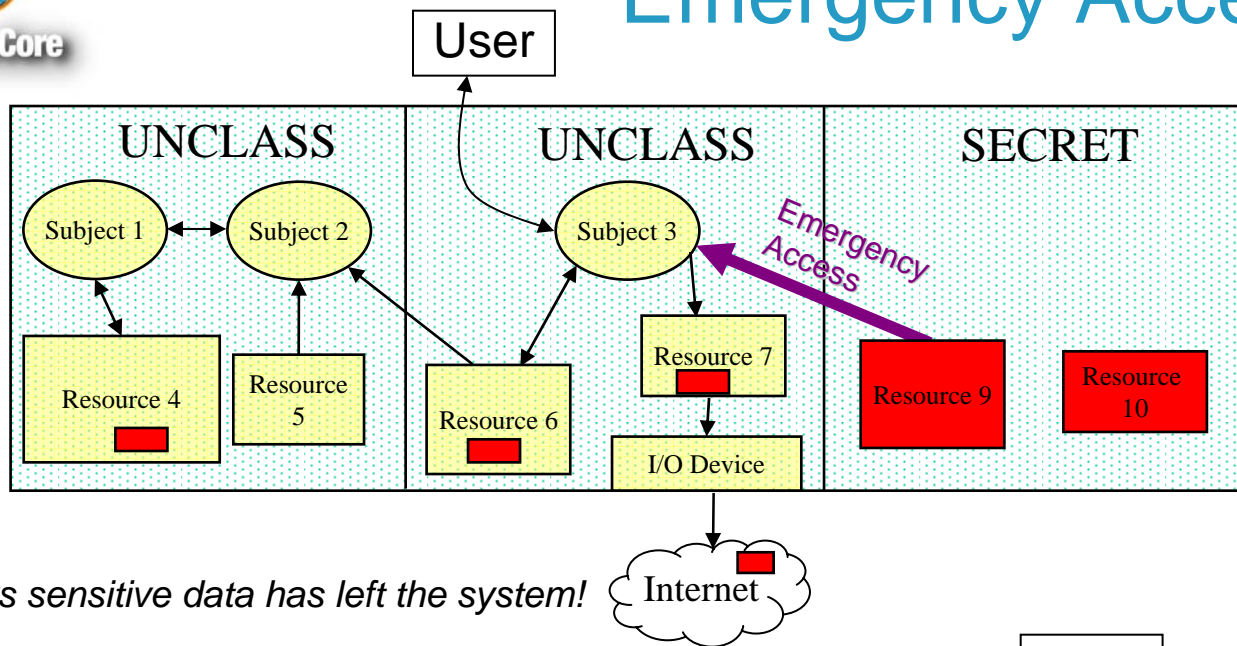 Core
Emergency Acce
User
UNCLASS
UNCLASS
SECRET
Subject 1
Subject 2
Subject 3
Emergency
Access
Resource 4
Resource
5
Resource 6
Resource 7
I/O Device
Resource 9
Resource
10
s sensitive data has left the system!
Internet